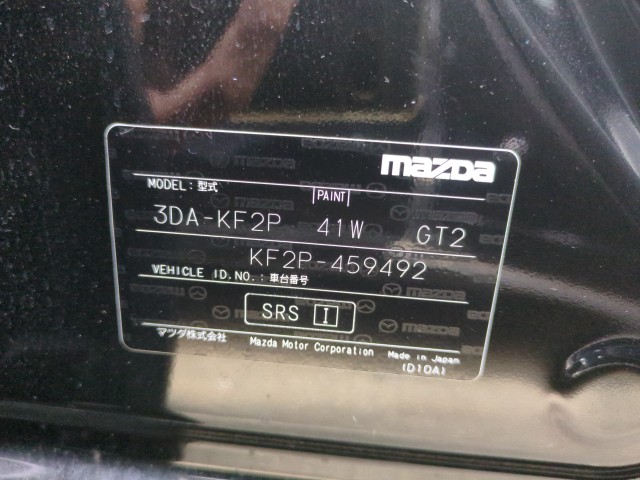 mazda
MODEL:型式 PAINT
3DA-KF2P 41W GT2
KF2P-459492
VEHICLE ID.NO.:車台番号
SRS I
マツダ株式会社 Mazda Motor Corporation Made in Japan
(D10A)